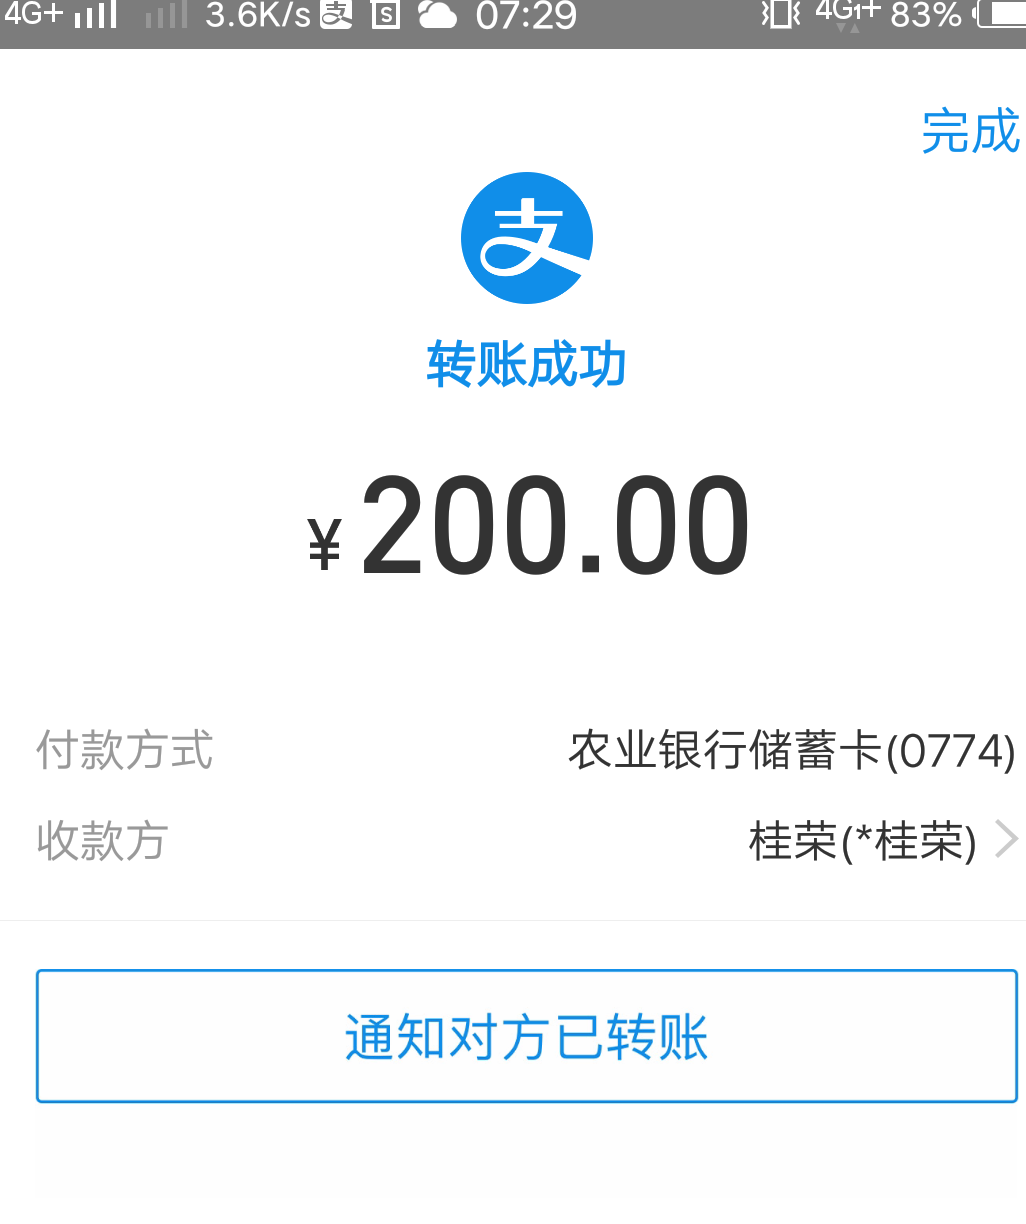 4G+ 3.6K/s 支 S 07:29 4G1+ 83%
完成
支
转账成功
¥200.00
付款方式 农业银行储蓄卡(0774)
收款方 桂荣(*桂荣)
通知对方已转账